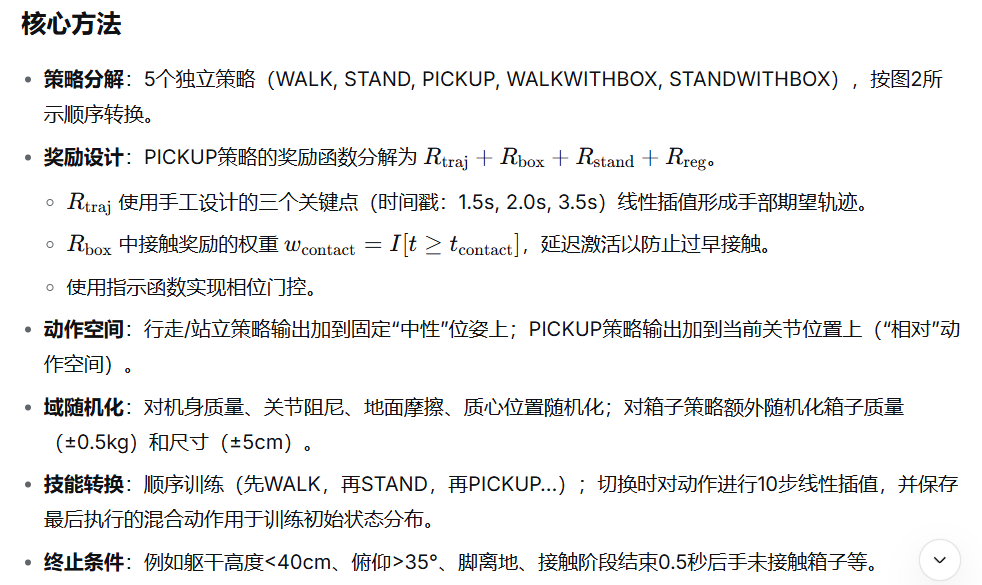 核心方法
• 策略分解：5个独立策略（WALK, STAND, PICKUP, WALKWITHBOX, STANDWITHBOX），按图2所
示顺序转换。
• 奖励设计：PICKUP策略的奖励函数分解为 R_traj + R_box + R_stand + R_reg。
◦ R_traj 使用手工设计的三个关键点（时间戳：1.5s, 2.0s, 3.5s）线性插值形成手部期望轨迹。
◦ R_box 中接触奖励的权重 w_contact = I[t ≥ t_contact]，延迟激活以防止过早接触。
◦ 使用指示函数实现相位门控。
• 动作空间：行走/站立策略输出加到固定“中性”位姿上；PICKUP策略输出加到当前关节位置上（“相对”动
作空间）。
• 域随机化：对机身质量、关节阻尼、地面摩擦、质心位置随机化；对箱子策略额外随机化箱子质量
（±0.5kg）和尺寸（±5cm）。
• 技能转换：顺序训练（先WALK，再STAND，再PICKUP...）；切换时对动作进行10步线性插值，并保存
最后执行的混合动作用于训练初始状态分布。
• 终止条件：例如躯干高度<40cm、俯仰>35°、脚离地、接触阶段结束0.5秒后手未接触箱子等。